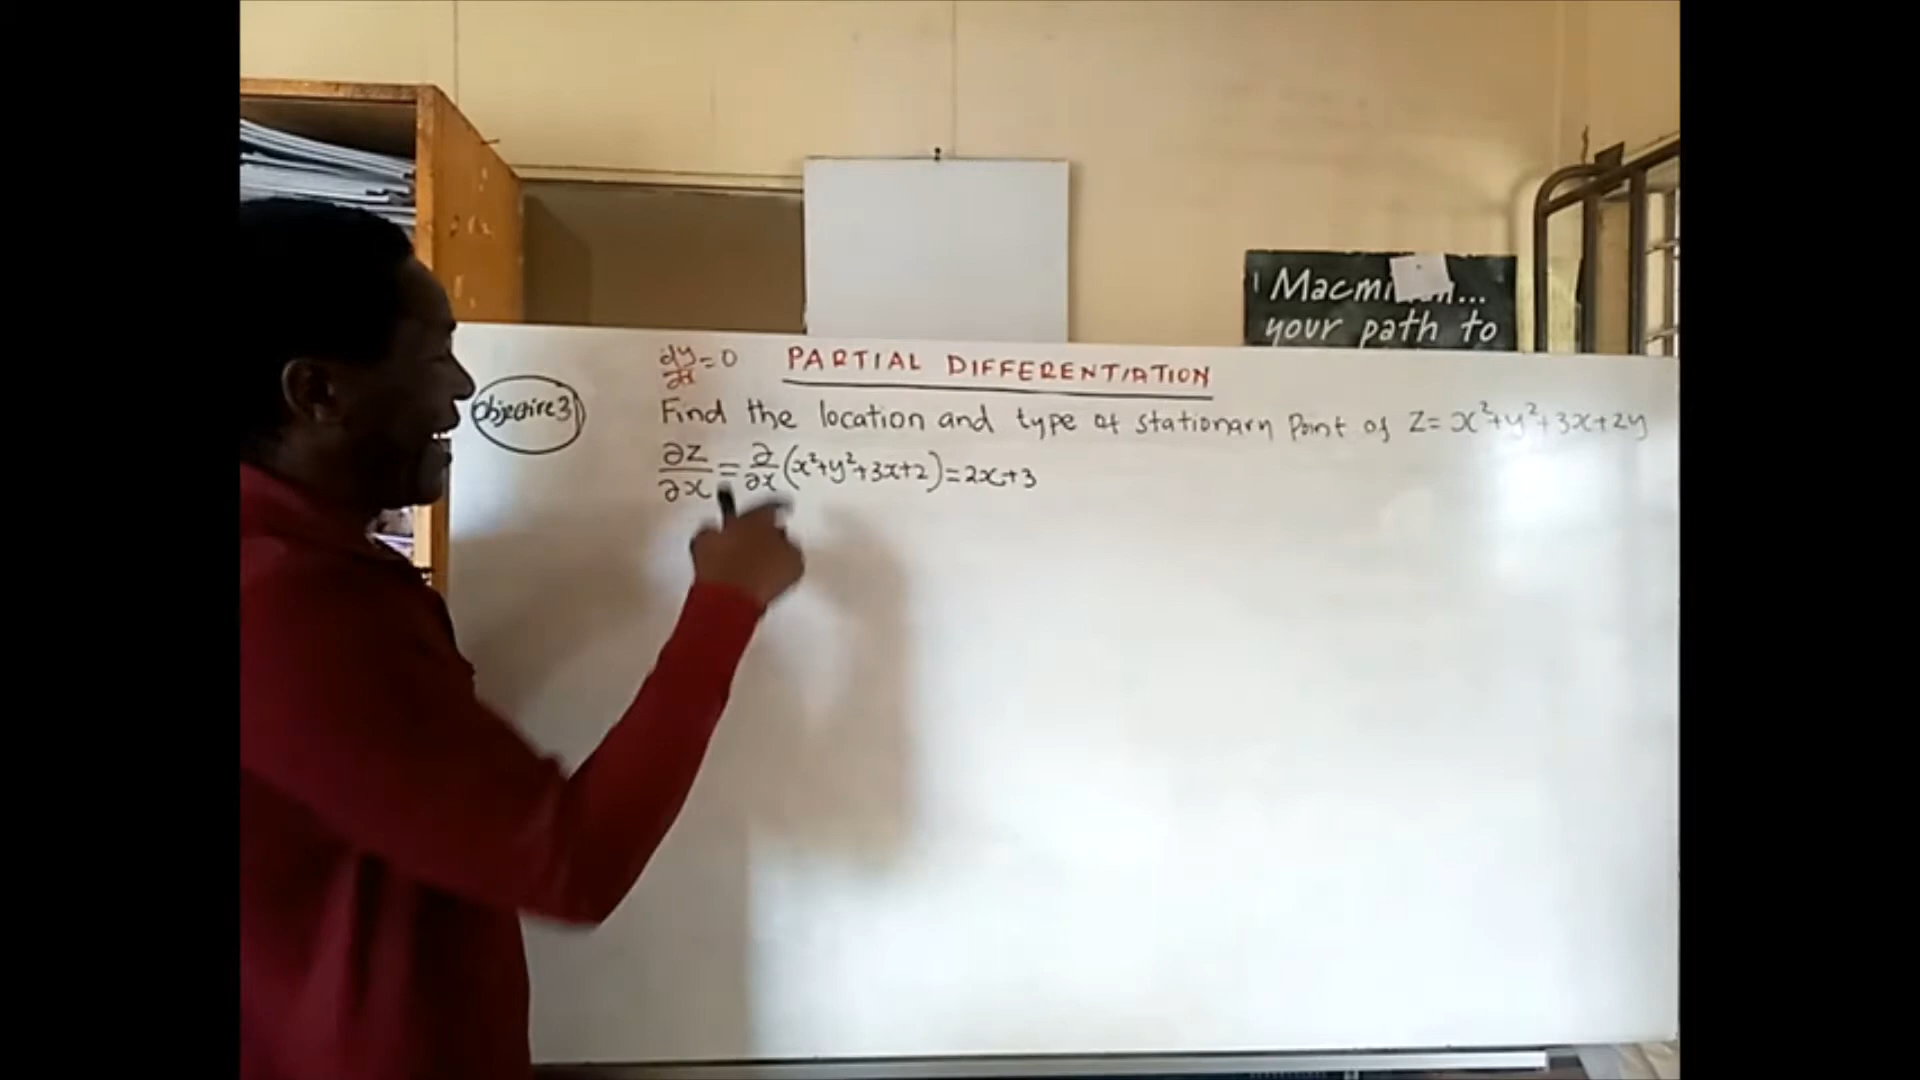 Macmi...
your path to
dy/dx = 0 PARTIAL DIFFERENTIATION
Objective 3 Find the location and type of stationary Point of Z = x²+y²+3x+2y
∂Z/∂x = ∂/∂x (x²+y²+3x+2) = 2x+3